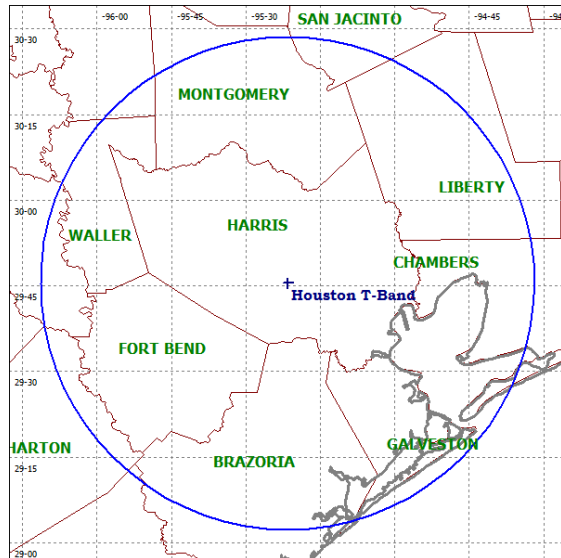 -96-00
-95-45
-95-30
SAN JACINTO
-94-45
-94
30-30
MONTGOMERY
30-15
30-00
LIBERTY
HARRIS
WALLER
CHAMBERS
29-45
Houston T-Band
FORT BEND
29-30
HARTON
GALVESTON
29-15
BRAZORIA
29-00